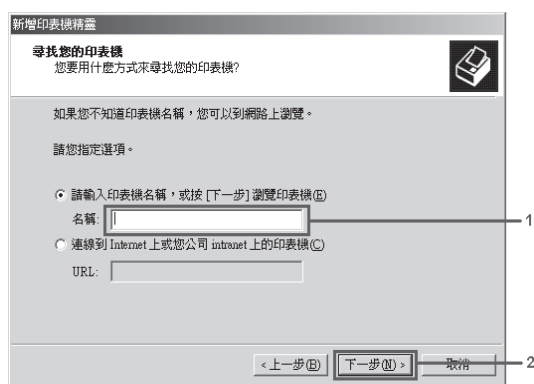 新增印表機精靈
尋找您的印表機
您要用什麼方式來尋找您的印表機?
如果您不知道印表機名稱，您可以到網路上瀏覽。
請您指定選項。
請輸入印表機名稱，或按 [下一步] 瀏覽印表機(E)
名稱:
1
連線到 Internet 上或您公司 intranet 上的印表機(C)
URL:
<上一步(B) 下一步(N)> 取消
2